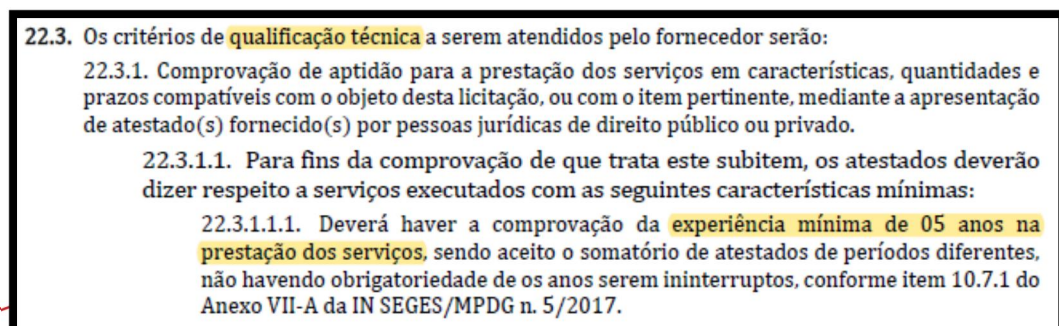 22.3. Os critérios de qualificação técnica a serem atendidos pelo fornecedor serão:
22.3.1. Comprovação de aptidão para a prestação dos serviços em características, quantidades e
prazos compatíveis com o objeto desta licitação, ou com o item pertinente, mediante a apresentação
de atestado(s) fornecido(s) por pessoas jurídicas de direito público ou privado.
22.3.1.1. Para fins da comprovação de que trata este subitem, os atestados deverão
dizer respeito a serviços executados com as seguintes características mínimas:
22.3.1.1.1. Deverá haver a comprovação da experiência mínima de 05 anos na
prestação dos serviços, sendo aceito o somatório de atestados de períodos diferentes,
não havendo obrigatoriedade de os anos serem ininterruptos, conforme item 10.7.1 do
Anexo VII-A da IN SEGES/MPDG n. 5/2017.